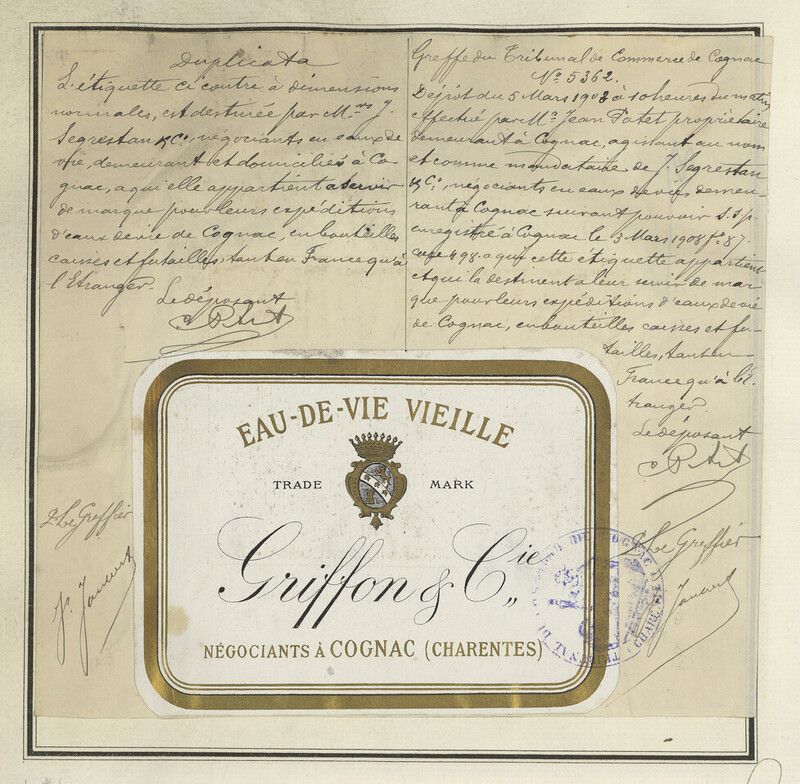 Duplicata
L'étiquette ci contre à dimensions
normales, est destinée par Mrs J.
Segrestan & Co, négociants en eaux de
vie, demeurant et domiciliés à Co-
gnac, a qui elle appartient a servir
de marque pour leurs expéditions
d'eaux de vie de Cognac, en bouteilles
caisses et futailles, tant en France qu'à
l'Etranger.
Le déposant
Greffe du Tribunal de Commerce de Cognac
No 5362.
Dépôt du 5 Mars 1908 à 10 heures du matin
effectué par Mr Jean Patet propriétaire
demeurant à Cognac, agissant au nom
et comme mandataire de J. Segrestan
& Co, négociants en eaux de vie demeu-
rant à Cognac suivant pouvoir S.S.p.
enregistré à Cognac le 3 Mars 1908 fo 87.
case 498. a qui cette étiquette appartient
et qui la destinent a leur servir de mar-
que pour leurs expéditions d'eaux de vie
de Cognac, en bouteilles caisses et fu-
tailles, tant en
France qu'à l'E-
tranger.
Le déposant
Le Greffier
Le Greffier
EAU-DE-VIE VIEILLE
TRADE MARK
Griffon & Cie
NÉGOCIANTS À COGNAC (CHARENTES)